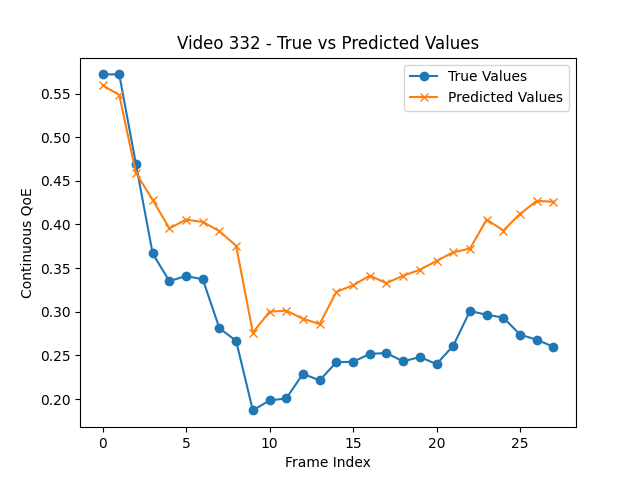 Video 332 - True vs Predicted Values
True Values
Predicted Values
0.55
0.50
0.45
0.40
0.35
0.30
0.25
0.20
Continuous QoE
0 5 10 15 20 25
Frame Index